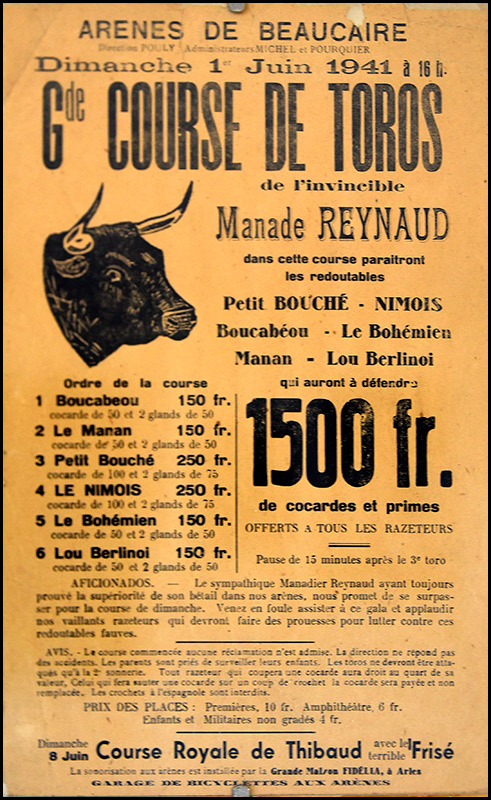 ARENES DE BEAUCAIRE
Direction POULY Administrateurs MICHEL et POURQUIER
Dimanche 1er Juin 1941 à 16 h.
Gde COURSE DE TOROS
de l'invincible
Manade REYNAUD
dans cette course paraitront
les redoutables
Petit BOUCHÉ - NIMOIS
Boucabéou - Le Bohémien
Manan - Lou Berlinoi
qui auront à défendre
1500 fr.
de cocardes et primes
OFFERTS A TOUS LES RAZETEURS
Pause de 15 minutes après le 3e toro
Ordre de la course
1 Boucabeou 150 fr.
cocarde de 50 et 2 glands de 50
2 Le Manan 150 fr.
cocarde de 50 et 2 glands de 50
3 Petit Bouché 250 fr.
cocarde de 100 et 2 glands de 75
4 LE NIMOIS 250 fr.
cocarde de 100 et 2 glands de 75
5 Le Bohémien 150 fr.
cocarde de 50 et 2 glands de 50
6 Lou Berlinoi 150 fr.
cocarde de 50 et 2 glands de 50
AFICIONADOS. — Le sympathique Manadier Reynaud ayant toujours
prouvé la supériorité de son bétail dans nos arènes, nous promet de se surpas-
ser pour la course de dimanche. Venez en foule assister à ce gala et applaudir
nos vaillants razeteurs qui devront faire des prouesses pour lutter contre ces
redoutables fauves.
AVIS. - La course commencée aucune réclamation n'est admise. La direction ne répond pas
des accidents. Les parents sont priés de surveiller leurs enfants. Les toros ne devront être atta-
qués qu'à la 2e sonnerie. Tout razeteur qui coupera une cocarde aura droit au quart de sa
valeur, Celui qui fera sauter une cocarde sur un coup de crochet la cocarde sera payée et non
remplacée. Les crochets à l'espagnole sont interdits.
PRIX DES PLACES : Premières, 10 fr. Amphithéâtre, 6 fr.
Enfants et Militaires non gradés 4 fr.
Dimanche
8 Juin Course Royale de Thibaud avec le terrible Frisé
La sonorisation aux arènes est installée par la Grande Maison FIDÉLIA, à Arles
GARAGE DE BICYCLETTES AUX ARÈNES